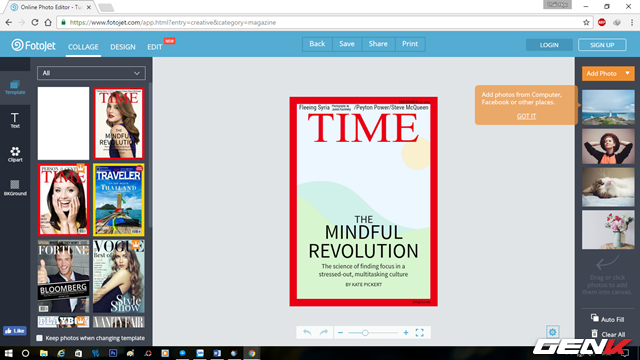 Online Photo Editor - Tu
https://www.fotojet.com/app.html?entry=creative&category=magazine
FotoJet
COLLAGE
DESIGN
EDIT
NEW
Back
Save
Share
Print
LOGIN
SIGN UP
Template
Text
Clipart
BKGround
All
TIME
THE
MINDFUL
REVOLUTION
TIME
TRAVELER
THAILAND
FORTUNE
BLOOMBERG
VOGUE
Best of
Style
Show
VANITY FAIR
Like
Keep photos when changing template
Fleeing Syria
/Peyton Power/Steve McQueen
TIME
THE
MINDFUL
REVOLUTION
The science of finding focus in a
stressed-out, multitasking culture
BY KATE PICKERT
Add Photo
Add photos from Computer,
Facebook or other places.
GOT IT
Drag or click
photos to add
them into canvas
Auto Fill
Clear All
GENK